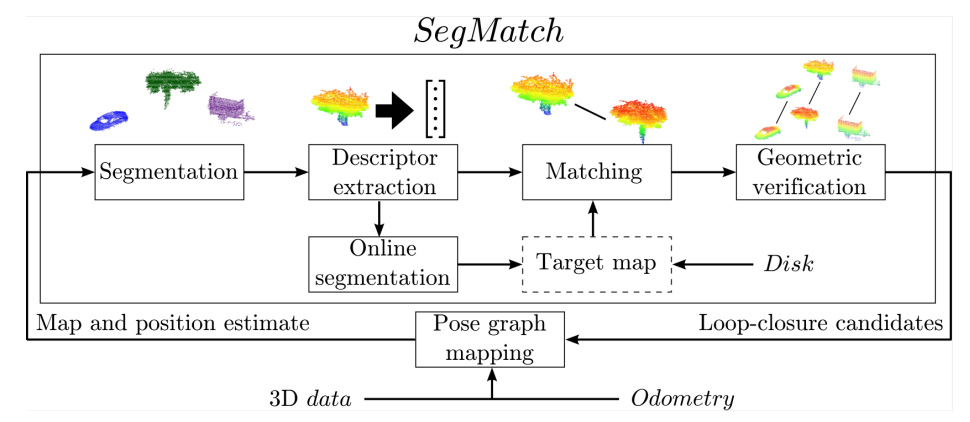 SegMatch
Segmentation
Descriptor
extraction
Matching
Geometric
verification
Online
segmentation
Target map
Disk
Map and position estimate
Pose graph
mapping
Loop-closure candidates
3D data
Odometry